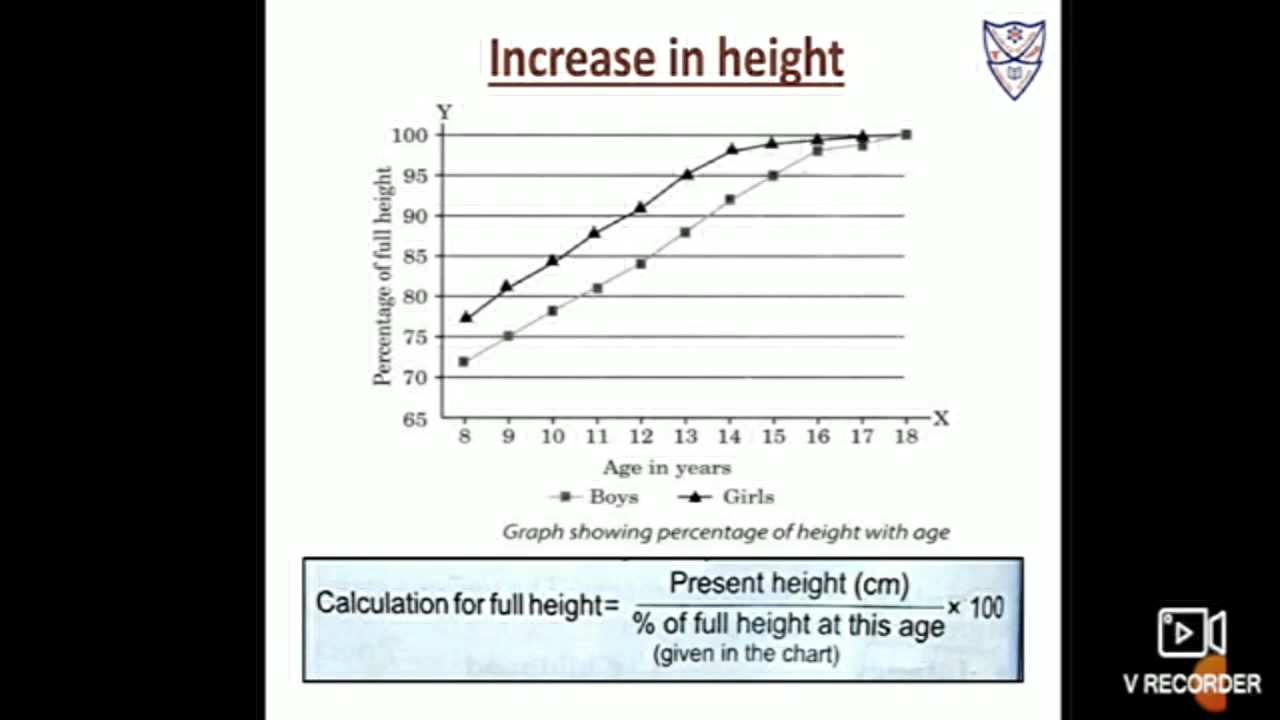 Increase in height
Y
100
95
90
85
80
75
70
65
Percentage of full height
8 9 10 11 12 13 14 15 16 17 18
X
Age in years
Boys Girls
Graph showing percentage of height with age
Calculation for full height= Present height (cm) × 100
% of full height at this age
(given in the chart)
V RECORDER